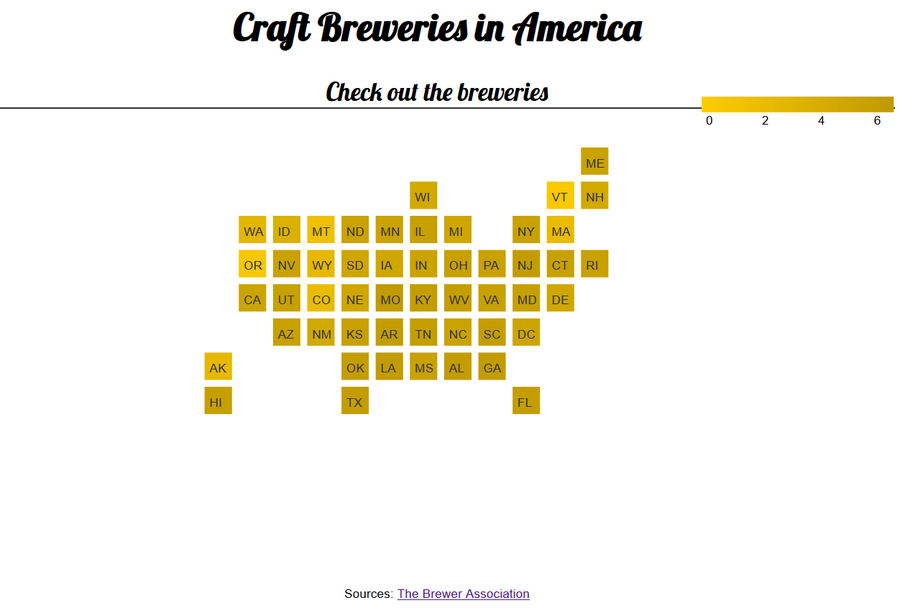 Craft Breweries in America
Check out the breweries
0 2 4 6
ME
WI VT NH
WA ID MT ND MN IL MI NY MA
OR NV WY SD IA IN OH PA NJ CT RI
CA UT CO NE MO KY WV VA MD DE
AZ NM KS AR TN NC SC DC
AK OK LA MS AL GA
HI TX FL
Sources: The Brewer Association